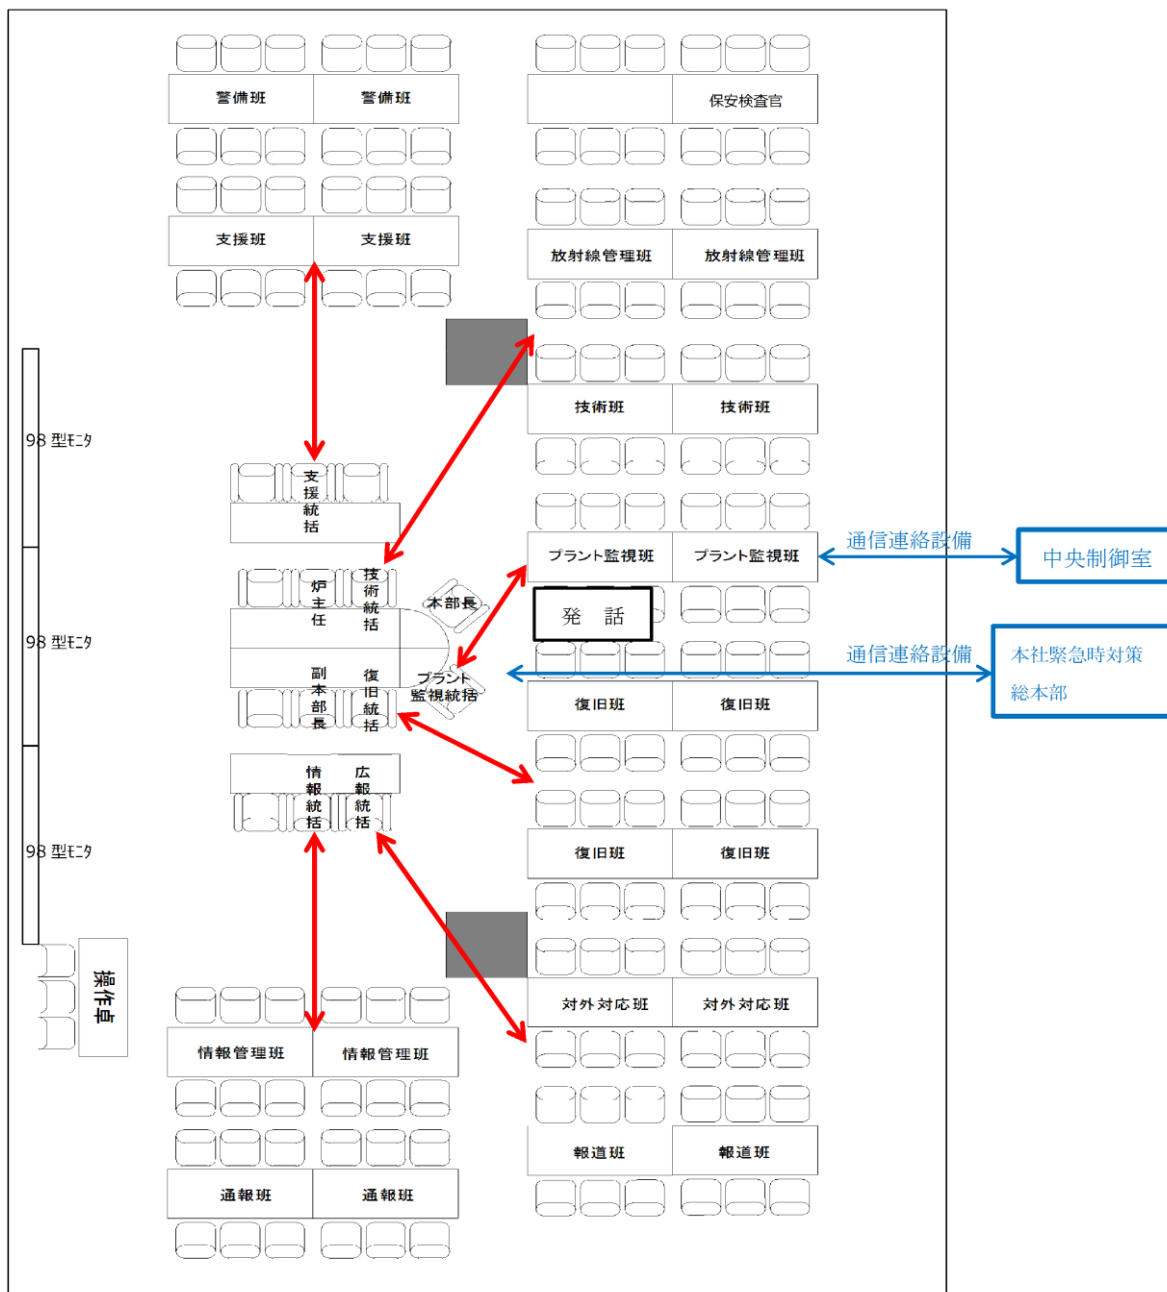 警備班 警備班
保安検査官
支援班 支援班
放射線管理班 放射線管理班
技術班 技術班
98 型ﾓﾆﾀ
支援統括
プラント監視班 プラント監視班
通信連絡設備
中央制御室
炉主任
技術統括
本部長
発 話
98 型ﾓﾆﾀ
副本部長
復旧統括
プラント
監視統括
通信連絡設備
本社緊急時対策
総本部
復旧班 復旧班
情報統括
広報統括
98 型ﾓﾆﾀ
復旧班 復旧班
操作卓
対外対応班 対外対応班
情報管理班 情報管理班
報道班 報道班
通報班 通報班